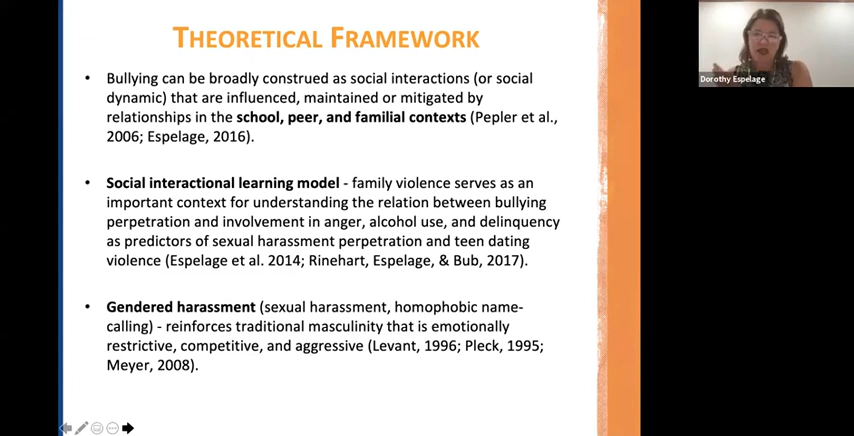 THEORETICAL FRAMEWORK
Dorothy Espelage
• Bullying can be broadly construed as social interactions (or social
dynamic) that are influenced, maintained or mitigated by
relationships in the school, peer, and familial contexts (Pepler et al.,
2006; Espelage, 2016).
• Social interactional learning model - family violence serves as an
important context for understanding the relation between bullying
perpetration and involvement in anger, alcohol use, and delinquency
as predictors of sexual harassment perpetration and teen dating
violence (Espelage et al. 2014; Rinehart, Espelage, & Bub, 2017).
• Gendered harassment (sexual harassment, homophobic name-
calling) - reinforces traditional masculinity that is emotionally
restrictive, competitive, and aggressive (Levant, 1996; Pleck, 1995;
Meyer, 2008).